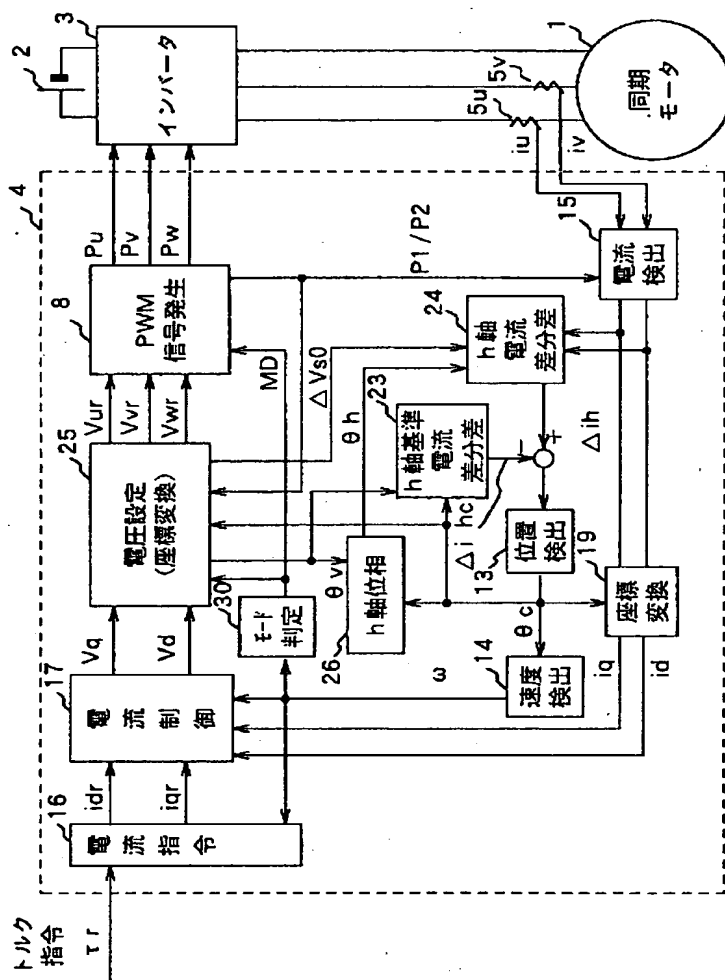 トルク
指令
τr
16
電流指令
idr
iqr
17
電流制御
Vq
Vd
25
電圧設定
(座標変換)
Vur
Vvr
Vwr
8
PWM
信号発生
Pu
Pv
Pw
3
インバータ
2
4
30
モード
判定
MD
ΔVs0
P1/P2
θvv
26
h軸位相
θh
23
h軸基準
電流
差分差
24
h軸
電流
差分差
Δihc
Δih
−
+
13
位置
検出
θc
14
速度
検出
ω
19
座標
変換
iq
id
15
電流
検出
5u
5v
iu
iv
1
同期
モータ